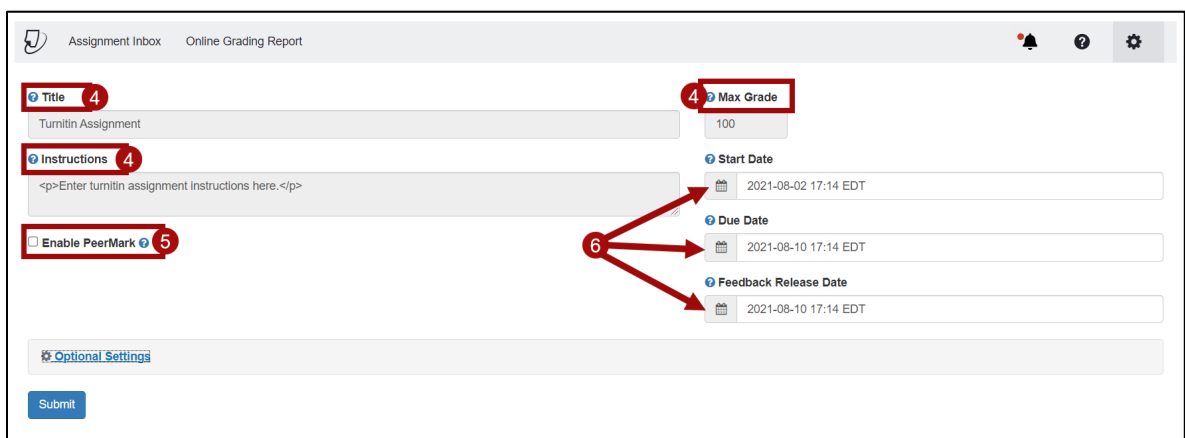 Assignment Inbox Online Grading Report
Title 4
Turnitin Assignment
Instructions 4
<p>Enter turnitin assignment instructions here.</p>
Enable PeerMark 5
4 Max Grade
100
Start Date
2021-08-02 17:14 EDT
Due Date
6
2021-08-10 17:14 EDT
Feedback Release Date
2021-08-10 17:14 EDT
Optional Settings
Submit